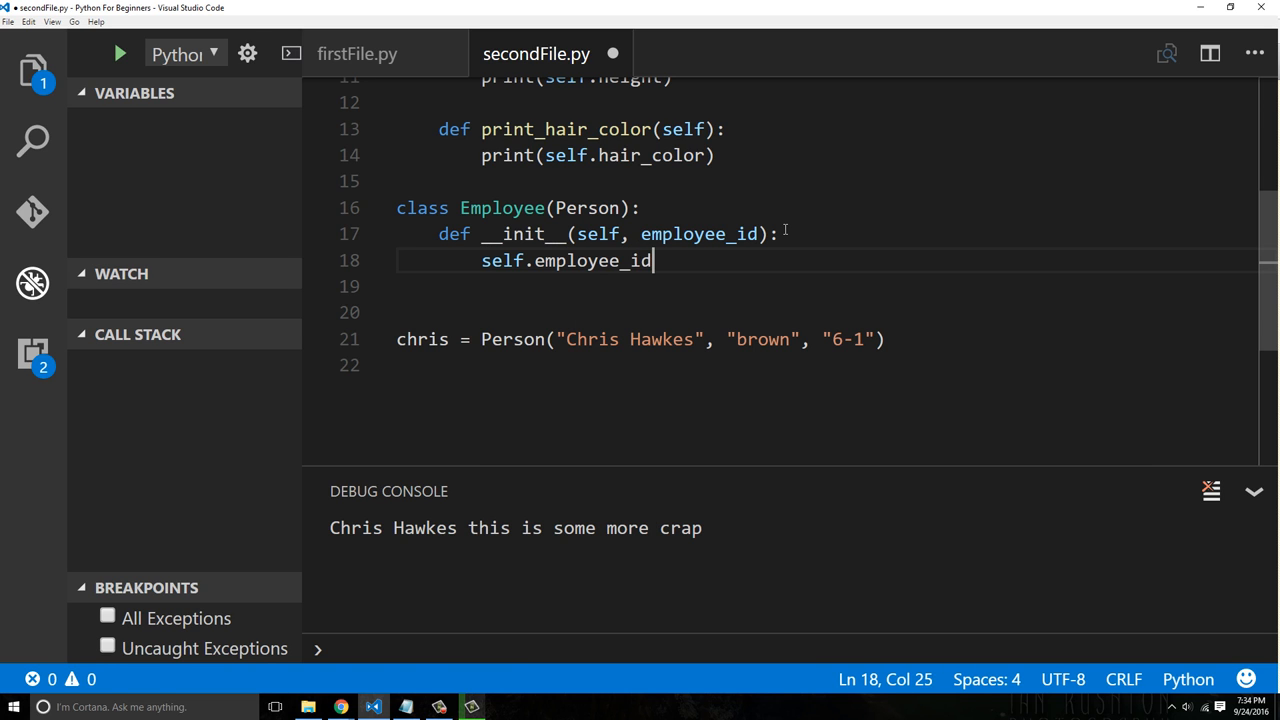 ● secondFile.py - Python For Beginners - Visual Studio Code
File Edit View Go Help
1
Pythor
firstFile.py
secondFile.py
VARIABLES
WATCH
CALL STACK
BREAKPOINTS
All Exceptions
Uncaught Exceptions
2
11 print(self.height)
12
13 def print_hair_color(self):
14 print(self.hair_color)
15
16 class Employee(Person):
17 def __init__(self, employee_id):
18 self.employee_id
19
20
21 chris = Person("Chris Hawkes", "brown", "6-1")
22
DEBUG CONSOLE
Chris Hawkes this is some more crap
0 0
Ln 18, Col 25 Spaces: 4 UTF-8 CRLF Python
I'm Cortana. Ask me anything.
7:34 PM
9/24/2016